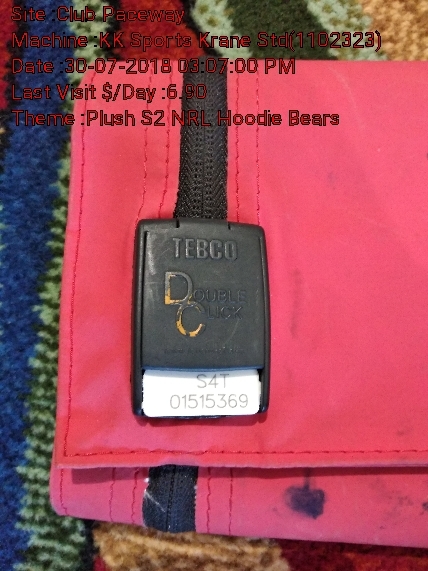 Site :Club Paceway
Machine :KK Sports Krane Std(1102323)
Date :30-07-2018 03:07:00 PM
Last Visit $/Day :6.90
Theme :Plush S2 NRL Hoodie Bears
TEBCO
DOUBLE
CLICK
S4T
01515369